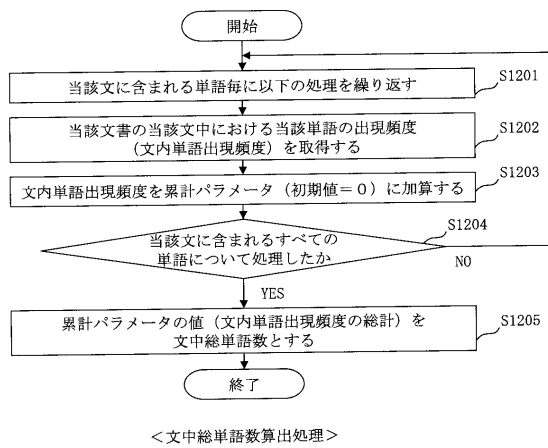 開始
当該文に含まれる単語毎に以下の処理を繰り返す
S1201
当該文書の当該文中における当該単語の出現頻度
（文内単語出現頻度）を取得する
S1202
文内単語出現頻度を累計パラメータ（初期値＝０）に加算する
S1203
当該文に含まれるすべての
単語について処理したか
S1204
NO
YES
累計パラメータの値（文内単語出現頻度の総計）を
文中総単語数とする
S1205
終了
＜文中総単語数算出処理＞